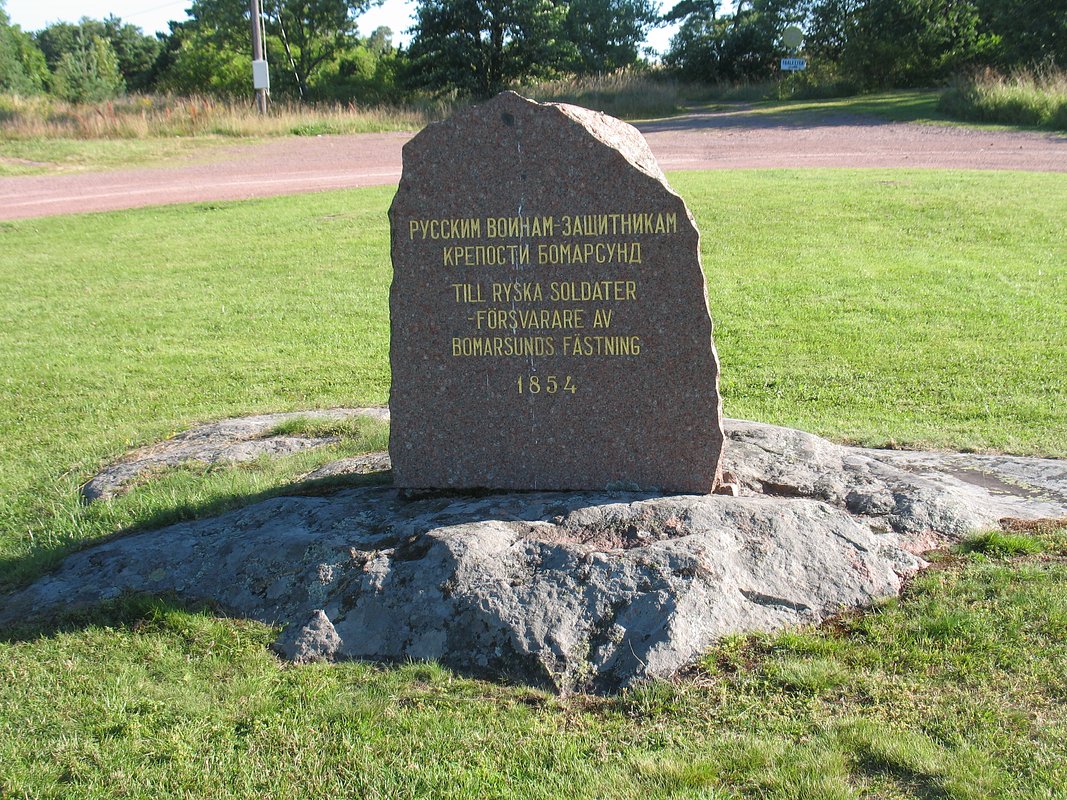 РУССКИМ ВОИНАМ-ЗАЩИТНИКАМ
КРЕПОСТИ БОМАРСУНД
TILL RYSKA SOLDATER
-FÖRSVARARE AV
BOMARSUNDS FÄSTNING
1854